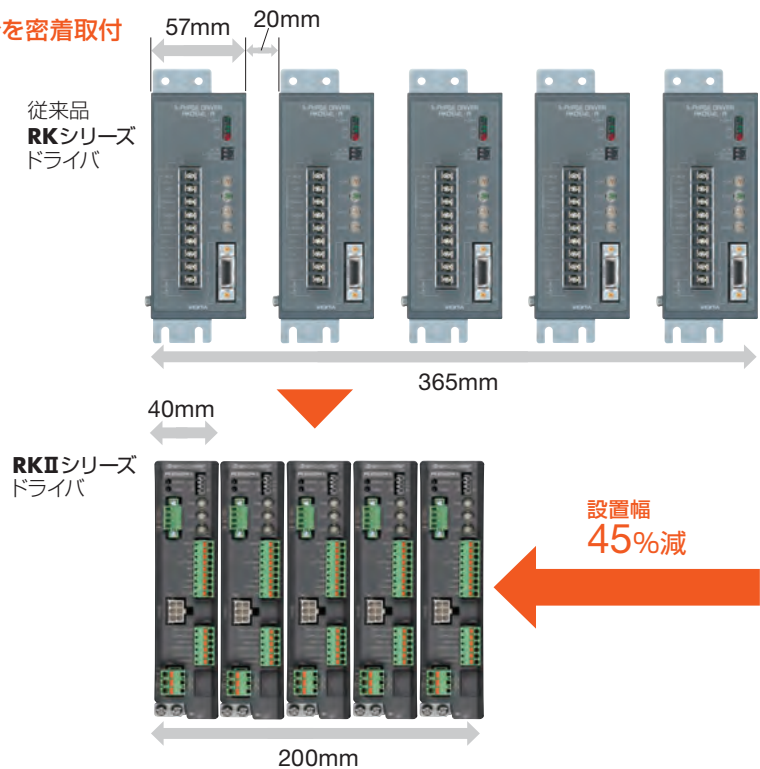 を密着取付
57mm
20mm
従来品
RKシリーズ
ドライバ
365mm
40mm
RKⅡシリーズ
ドライバ
設置幅
45%減
200mm